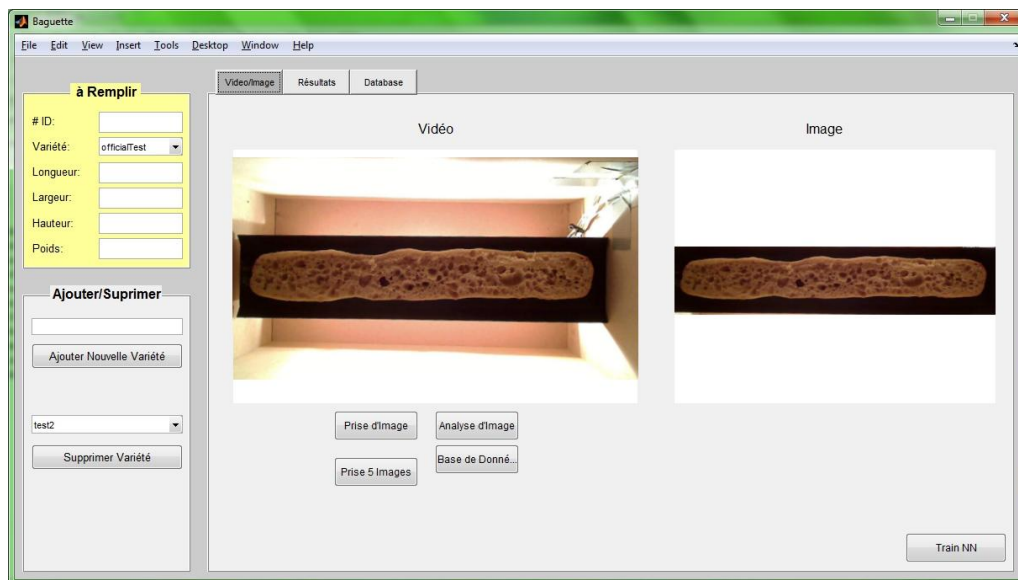 Baguette
File Edit View Insert Tools Desktop Window Help
à Remplir
# ID:
Variété: officialTest
Longueur:
Largeur:
Hauteur:
Poids:
Ajouter/Suprimer
Ajouter Nouvelle Variété
test2
Supprimer Variété
Video/Image Résultats Database
Vidéo Image
Prise d'Image Analyse d'Image
Base de Donné...
Prise 5 Images
Train NN